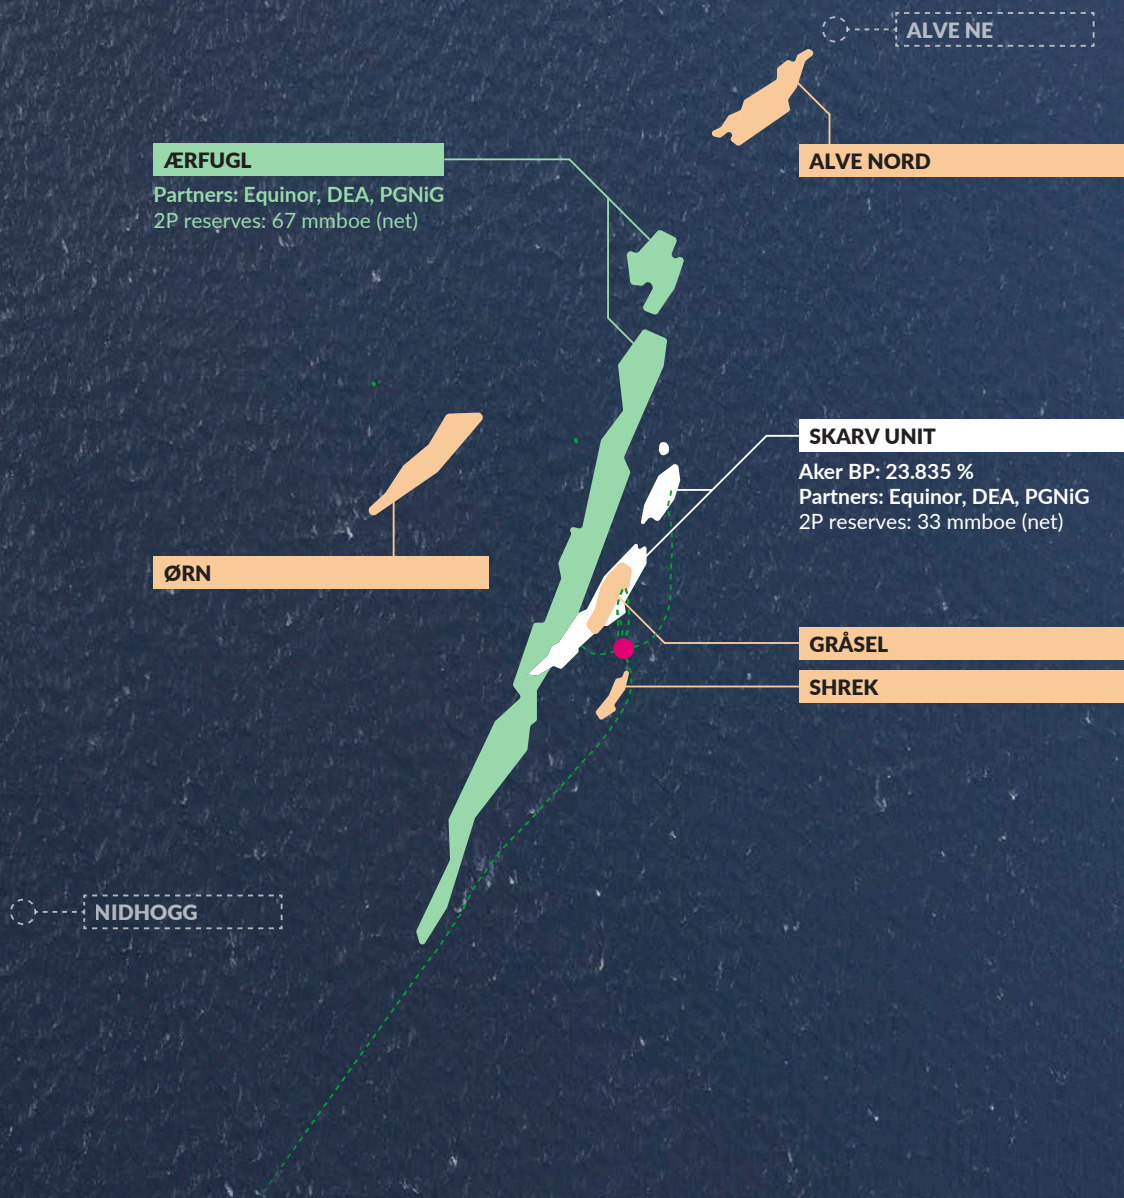 ALVE NE
ALVE NORD
ÆRFUGL
Partners: Equinor, DEA, PGNiG
2P reserves: 67 mmboe (net)
SKARV UNIT
Aker BP: 23.835 %
Partners: Equinor, DEA, PGNiG
2P reserves: 33 mmboe (net)
ØRN
GRÅSEL
SHREK
NIDHOGG